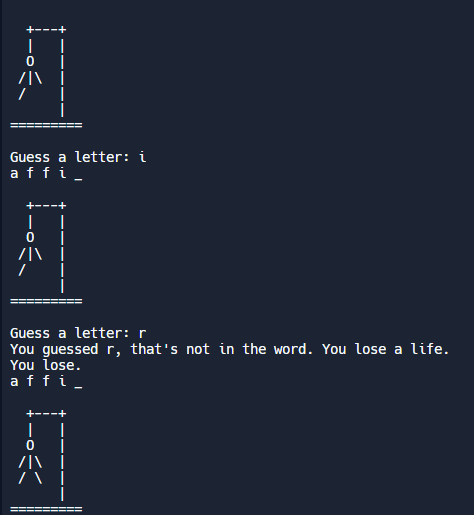 +---+
  |   |
  O   |
 /|\  |
 /    |
      |
=========
Guess a letter: i
a f f i _
  +---+
  |   |
  O   |
 /|\  |
 /    |
      |
=========
Guess a letter: r
You guessed r, that's not in the word. You lose a life.
You lose.
a f f i _
  +---+
  |   |
  O   |
 /|\  |
 / \  |
      |
=========